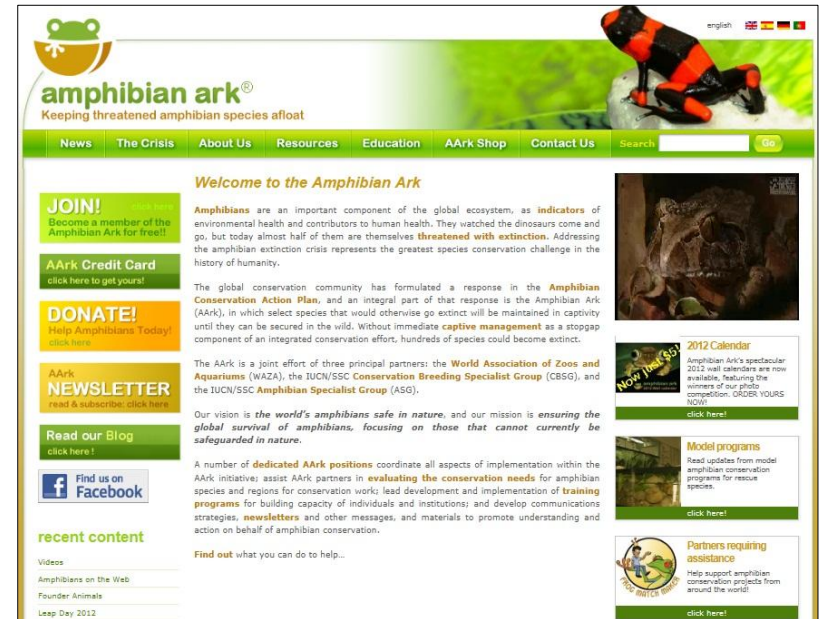 english
amphibian ark®
Keeping threatened amphibian species afloat
News The Crisis About Us Resources Education AArk Shop Contact Us Search Go
JOIN! click here
Become a member of the
Amphibian Ark for free!!
AArk Credit Card
click here to get yours!
DONATE!
Help Amphibians Today!
click here
AArk
NEWSLETTER
read & subscribe: click here
Read our Blog
click here !
Find us on
Facebook
recent content
Videos
Amphibians on the Web
Founder Animals
Leap Day 2012
Welcome to the Amphibian Ark
Amphibians are an important component of the global ecosystem, as indicators of
environmental health and contributors to human health. They watched the dinosaurs come and
go, but today almost half of them are themselves threatened with extinction. Addressing
the amphibian extinction crisis represents the greatest species conservation challenge in the
history of humanity.
The global conservation community has formulated a response in the Amphibian
Conservation Action Plan, and an integral part of that response is the Amphibian Ark
(AArk), in which select species that would otherwise go extinct will be maintained in captivity
until they can be secured in the wild. Without immediate captive management as a stopgap
component of an integrated conservation effort, hundreds of species could become extinct.
The AArk is a joint effort of three principal partners: the World Association of Zoos and
Aquariums (WAZA), the IUCN/SSC Conservation Breeding Specialist Group (CBSG), and
the IUCN/SSC Amphibian Specialist Group (ASG).
Our vision is the world's amphibians safe in nature, and our mission is ensuring the
global survival of amphibians, focusing on those that cannot currently be
safeguarded in nature.
A number of dedicated AArk positions coordinate all aspects of implementation within the
AArk initiative; assist AArk partners in evaluating the conservation needs for amphibian
species and regions for conservation work; lead development and implementation of training
programs for building capacity of individuals and institutions; and develop communications
strategies, newsletters and other messages, and materials to promote understanding and
action on behalf of amphibian conservation.
Find out what you can do to help...
Now just $5!
amphibian ark
2012 Calendar
Amphibian Ark's spectacular
2012 wall calendars are now
available, featuring the
winners of our photo
competition. ORDER YOURS
NOW!
click here!
Model programs
Read updates from model
amphibian conservation
programs for rescue
species.
click here!
FROG MATCH MAKER
Partners requiring
assistance
Help support amphibian
conservation projects from
around the world!
click here!